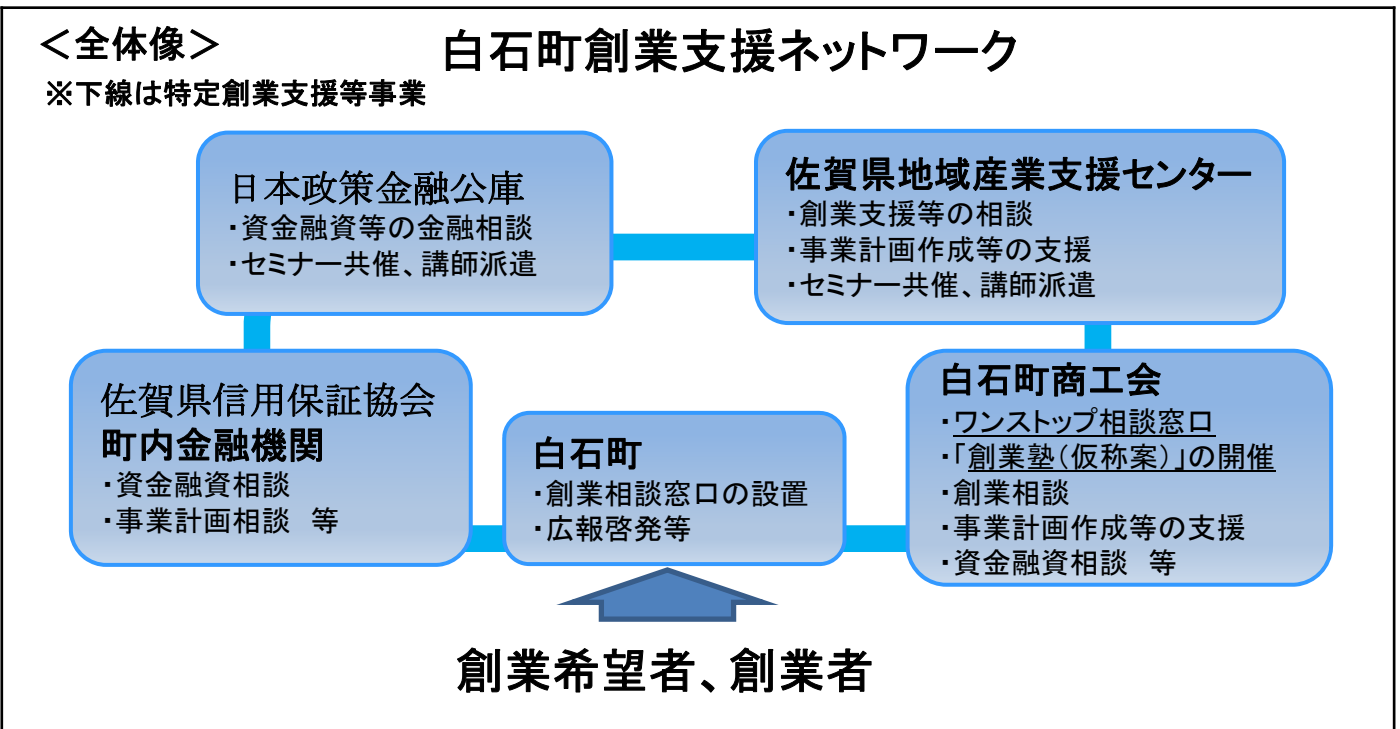 ＜全体像＞
白石町創業支援ネットワーク
※下線は特定創業支援等事業
日本政策金融公庫
・資金融資等の金融相談
・セミナー共催、講師派遣
佐賀県地域産業支援センター
・創業支援等の相談
・事業計画作成等の支援
・セミナー共催、講師派遣
佐賀県信用保証協会
町内金融機関
・資金融資相談
・事業計画相談　等
白石町
・創業相談窓口の設置
・広報啓発等
白石町商工会
・ワンストップ相談窓口
・「創業塾（仮称案）」の開催
・創業相談
・事業計画作成等の支援
・資金融資相談　等
創業希望者、創業者